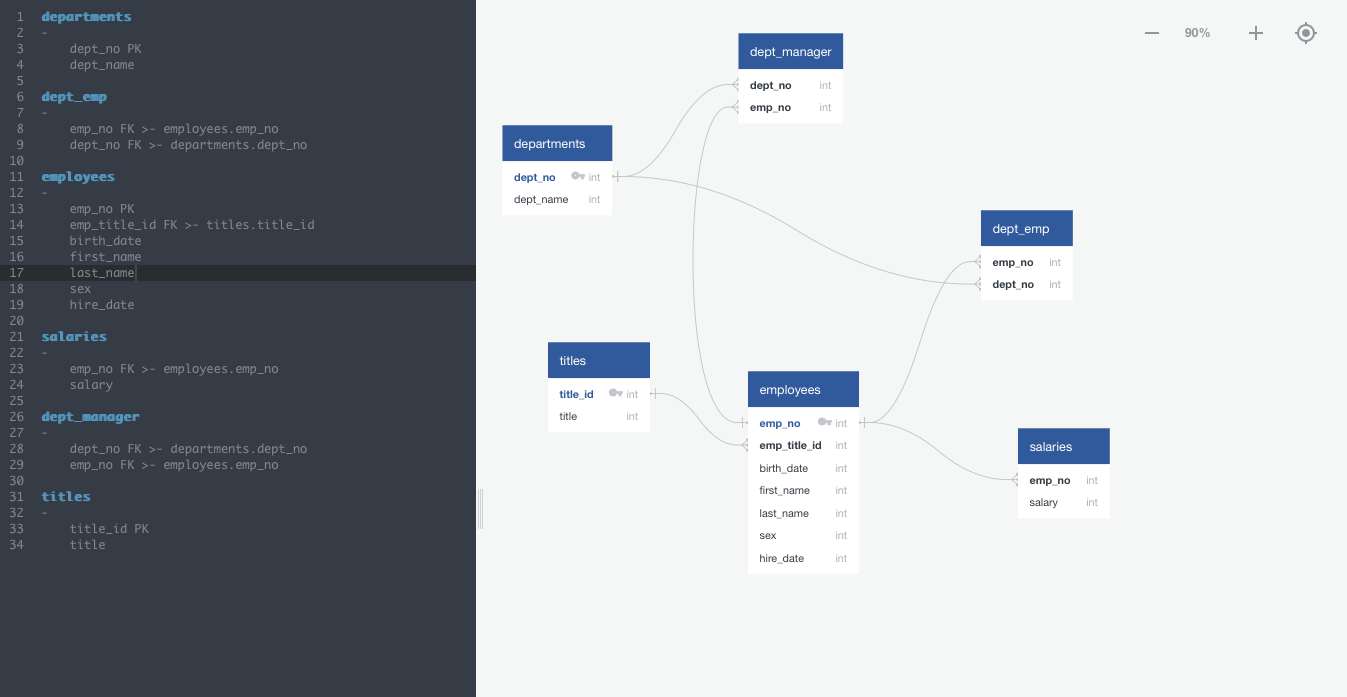 1 departments
2 -
3 dept_no PK
4 dept_name
5
6 dept_emp
7 -
8 emp_no FK >- employees.emp_no
9 dept_no FK >- departments.dept_no
10
11 employees
12 -
13 emp_no PK
14 emp_title_id FK >- titles.title_id
15 birth_date
16 first_name
17 last_name
18 sex
19 hire_date
20
21 salaries
22 -
23 emp_no FK >- employees.emp_no
24 salary
25
26 dept_manager
27 -
28 dept_no FK >- departments.dept_no
29 emp_no FK >- employees.emp_no
30
31 titles
32 -
33 title_id PK
34 title
90%
dept_manager
dept_no int
emp_no int
departments
dept_no int
dept_name int
dept_emp
emp_no int
dept_no int
titles
title_id int
title int
employees
emp_no int
emp_title_id int
birth_date int
first_name int
last_name int
sex int
hire_date int
salaries
emp_no int
salary int